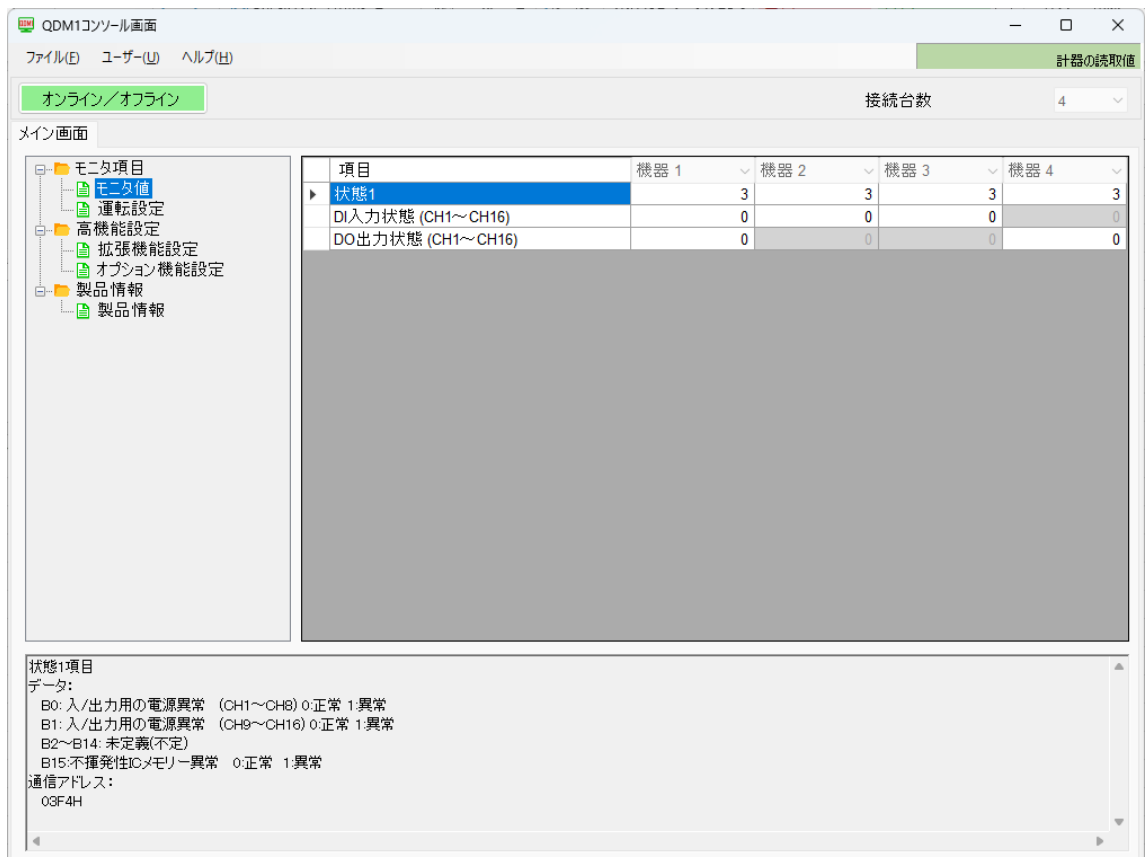 QDM1コンソール画面
ファイル(F) ユーザー(U) ヘルプ(H) 計器の読取値
オンライン／オフライン 接続台数 4
メイン画面
モニタ項目
モニタ値
運転設定
高機能設定
拡張機能設定
オプション機能設定
製品情報
製品情報
項目 機器 1 機器 2 機器 3 機器 4
状態1 3 3 3 3
DI入力状態 (CH1～CH16) 0 0 0 0
DO出力状態 (CH1～CH16) 0 0 0 0
状態1項目
データ:
B0: 入/出力用の電源異常 (CH1～CH8) 0:正常 1:異常
B1: 入/出力用の電源異常 (CH9～CH16) 0:正常 1:異常
B2～B14: 未定義(不定)
B15:不揮発性ICメモリー異常 0:正常 1:異常
通信アドレス:
03F4H